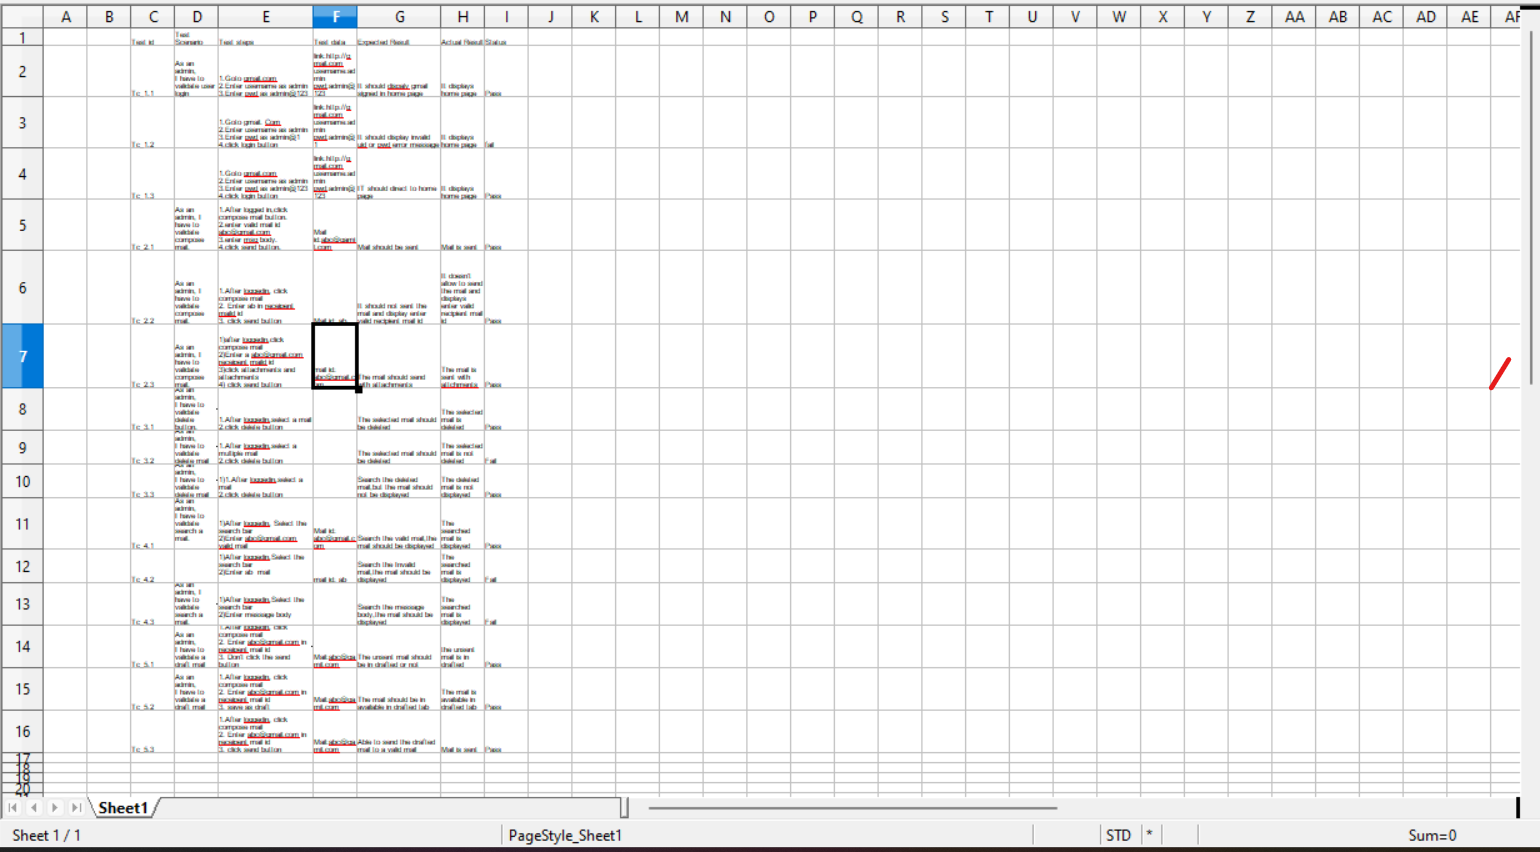 A B C D E F G H I J K L M N O P Q R S T U V W X Y Z AA AB AC AD AE AF
1
Test id
Test
Scenario
Test steps
Test data
Expected Result
Actual Result
Status
2
Tc_1.1
As an
admin,
I have to
validate user
login
1.Goto gmail.com
2.Enter username as admin
3.Enter pwd as admin@123
link.http://g
mail.com
username.ad
min
pwd.admin@
123
It should dispaly gmail
signed in home page
It displays
home page
Pass
3
Tc_1.2
1.Goto gmail. Com
2.Enter username as admin
3.Enter pwd as admin@1
4.click login button
link.http://g
mail.com
username.ad
min
pwd.admin@
1
It should display invalid
uid or pwd error message
It displays
home page
fail
4
Tc_1.3
1.Goto gmail.com
2.Enter username as admin
3.Enter pwd as admin@123
4.click login button
link.http://g
mail.com
username.ad
min
pwd.admin@
123
IT should direct to home
page
It displays
home page
Pass
5
Tc_2.1
As an
admin, I
have to
validate
compose
mail.
1.After logged in,click
compose mail button.
2.enter valid mail id
abc@gmail.com
3.enter msg body.
4.click send button.
Mail
id.abc@gami
l.com
Mail should be sent
Mail is sent
Pass
6
Tc_2.2
As an
admin, I
have to
validate
compose
mail.
1.After loggedin, click
compose mail
2. Enter ab in receipent
maild id
3. click send button
Mail id. ab
It should not sent the
mail and display enter
valid recipient mail id
It doesn't
allow to send
the mail and
displays
enter valid
recipient mail
id
Pass
7
Tc_2.3
As an
admin, I
have to
validate
compose
mail.
1)after loggedin,click
compose mail
2)Enter a abc@gmail.com
receipent maild id
3)click attachments and
attachments
4) click send button
mail id.
abc@gmail.c
The mail should send
with attachments
The mail is
sent with
attchments
Pass
8
Tc_3.1
admin,
I have to
validate
delete
button.
1.After loggedin,select a mail
2.click delete button
The selected mail should
be deleted
The selected
mail is
deleted
Pass
9
Tc_3.2
admin,
I have to
validate
delete mail
1.After loggedin,select a
multiple mail
2.click delete button
The selected mail should
be deleted
The selected
mail is not
deleted
Fail
10
Tc_3.3
admin,
I have to
validate
delete mail
1)1.After loggedin,select a
mail
2.click delete button
Search the deleted
mail,but the mail should
not be displayed
The deleted
mail is not
displayed
Pass
11
Tc_4.1
As an
admin,
I have to
validate
search a
mail.
1)After loggedin, Select the
search bar
2)Enter abc@gmail.com
valid mail
Mail id.
abc@gmail.c
om
Search the valid mail,the
mail should be displayed
The
searched
mail is
displayed
Pass
12
Tc_4.2
1)After loggedin,Select the
search bar
2)Enter ab mail
mail id. ab
Search the Invalid
mail,the mail should be
displayed
The
searched
mail is
displayed
Fail
13
Tc_4.3
As an
admin, I
have to
validate
search a
mail.
1)After loggedin,Select the
search bar
2)Enter message body
Search the message
body,the mail should be
displayed
The
searched
mail is
displayed
Fail
14
Tc_5.1
As an
admin,
I have to
validate a
draft mail
1.After loggedin, click
compose mail
2. Enter abc@gmail.com in
receipent mail id
3. Don't click the send
button
Mail.abc@ga
mil.com
The unsent mail should
be in drafted or not
the unsent
mail is in
drafted
Pass
15
Tc_5.2
As an
admin,
I have to
validate a
draft mail
1.After loggedin, click
compose mail
2. Enter abc@gmail.com in
receipent mail id
3. save as draft
Mail.abc@ga
mil.com
The mail should be in
available in drafted tab
The mail is
available in
drafted tab
Pass
16
Tc_5.3
1.After loggedin, click
compose mail
2. Enter abc@gmail.com in
receipent mail id
3. click send button
Mail.abc@ga
mil.com
Able to send the drafted
mail to a valid mail
Mail is sent
Pass
17
18
19
20
Sheet1
Sheet 1 / 1
PageStyle_Sheet1
STD
*
Sum=0